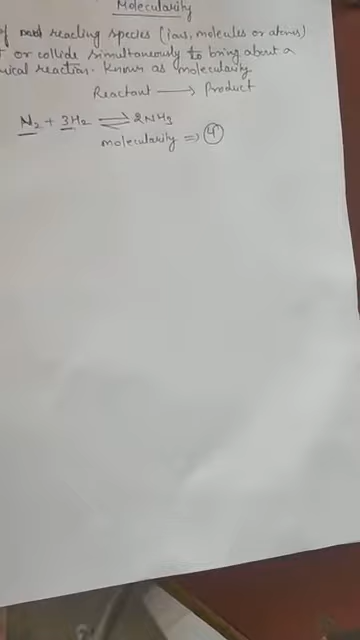 Molecularity
of reacting species (ions, molecules or atoms)
or collide simultaneously to bring about a
ical reaction. Known as molecularity
Reactant ⟶ Product
N2 + 3H2 ⇌ 2NH3
molecularity ⇒ 4